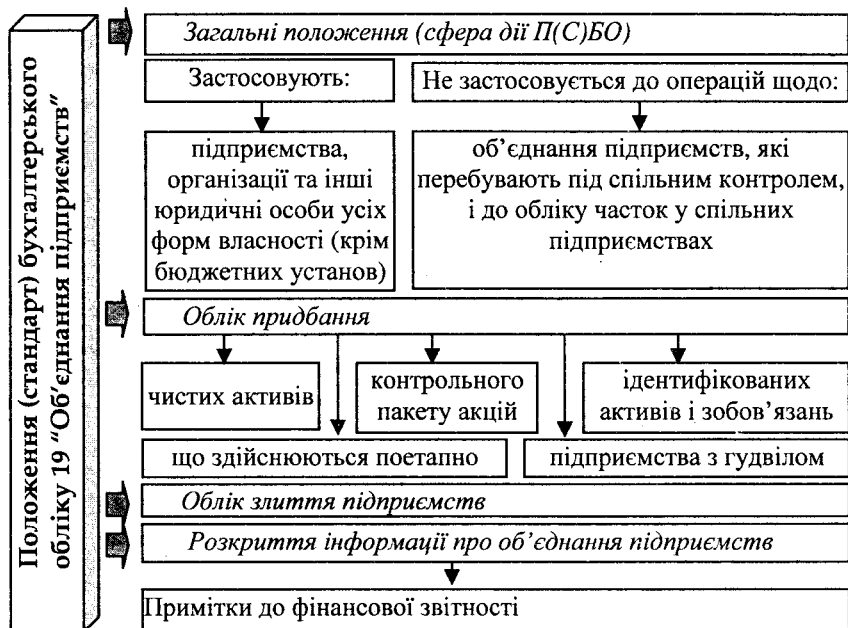 Положення (стандарт) бухгалтерського
обліку 19 "Об'єднання підприємств"
Загальні положення (сфера дії П(С)БО)
Застосовують:
Не застосовується до операцій щодо:
підприємства,
організації та інші
юридичні особи усіх
форм власності (крім
бюджетних установ)
об’єднання підприємств, які
перебувають під спільним контролем,
і до обліку часток у спільних
підприємствах
Облік придбання
чистих активів
контрольного
пакету акцій
ідентифікованих
активів і зобов’язань
що здійснюються поетапно
підприємства з гудвілом
Облік злиття підприємств
Розкриття інформації про об’єднання підприємств
Примітки до фінансової звітності